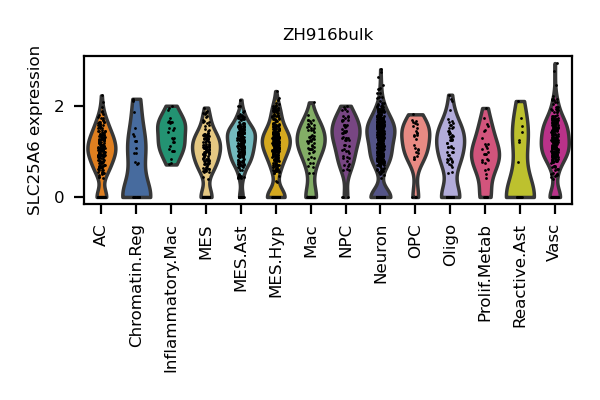 ZH916bulk
SLC25A6 expression
2
0
AC
Chromatin.Reg
Inflammatory.Mac
MES
MES.Ast
MES.Hyp
Mac
NPC
Neuron
OPC
Oligo
Prolif.Metab
Reactive.Ast
Vasc